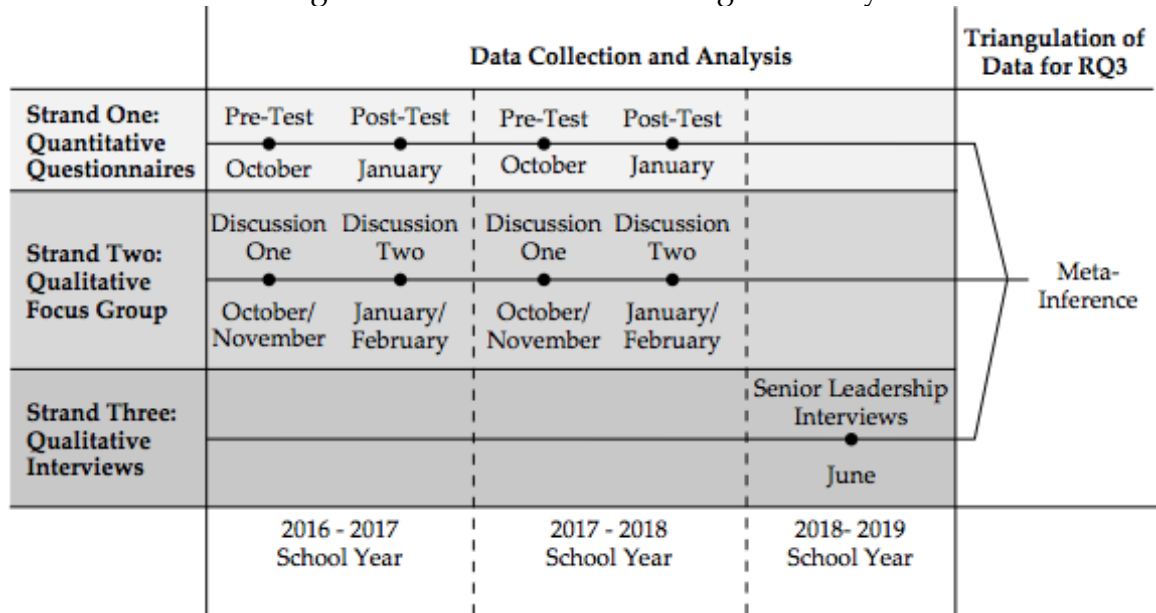 Data Collection and Analysis
Triangulation of
Data for RQ3
Strand One:
Quantitative
Questionnaires
Pre-Test
Post-Test
Pre-Test
Post-Test
October
January
October
January
Strand Two:
Qualitative
Focus Group
Discussion
One
Discussion
Two
Discussion
One
Discussion
Two
October/
November
January/
February
October/
November
January/
February
Meta-
Inference
Strand Three:
Qualitative
Interviews
Senior Leadership
Interviews
June
2016 - 2017
School Year
2017 - 2018
School Year
2018- 2019
School Year